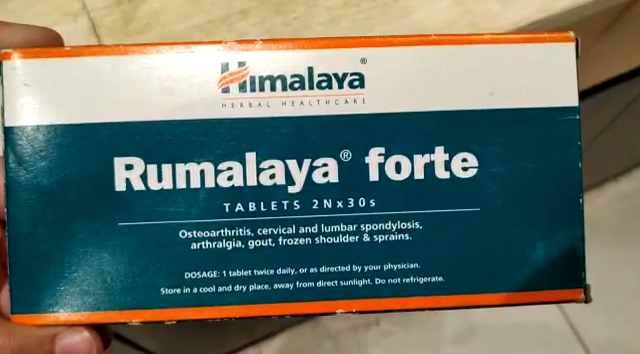 Himalaya®
HERBAL HEALTHCARE
Rumalaya® forte
TABLETS 2Nx30s
Osteoarthritis, cervical and lumbar spondylosis,
arthralgia, gout, frozen shoulder & sprains.
DOSAGE: 1 tablet twice daily, or as directed by your physician.
Store in a cool and dry place, away from direct sunlight. Do not refrigerate.